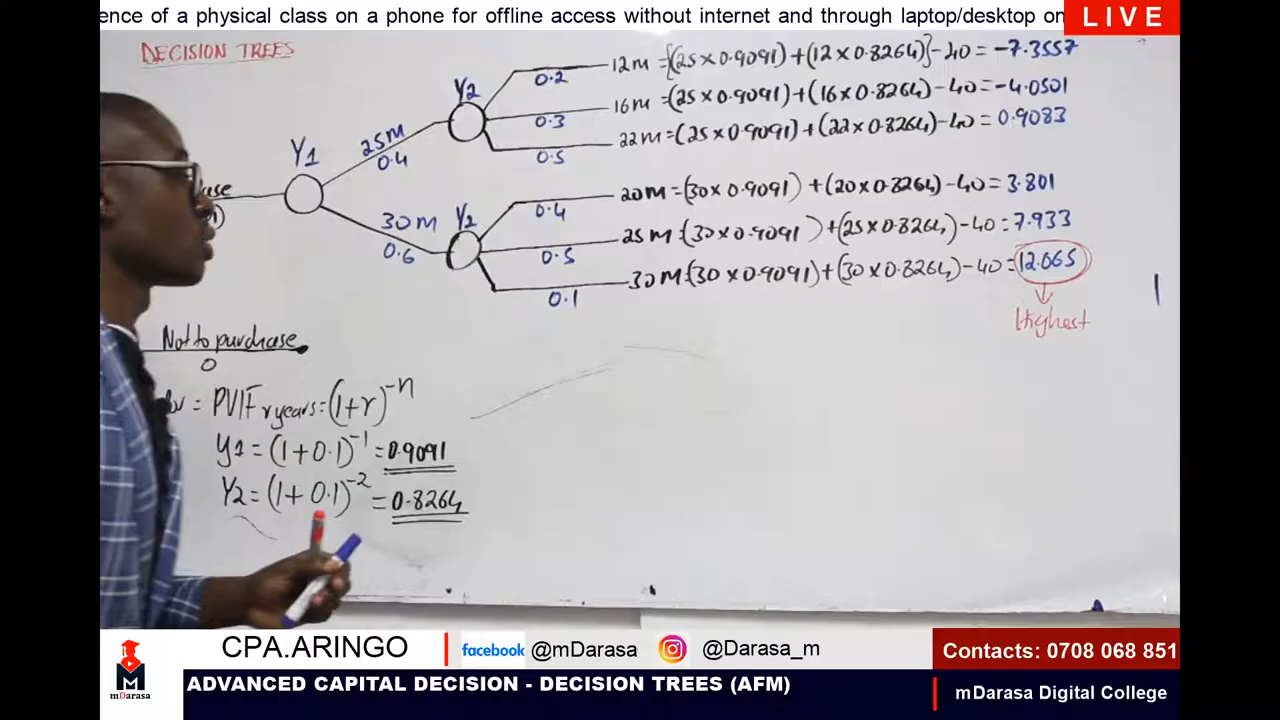 ence of a physical class on a phone for offline access without internet and through laptop/desktop on
LIVE
DECISION TREES
Y1
25M
0.4
30M
0.6
Y2
0.2
0.3
0.5
12M =[(25×0.9091)+(12×0.8264)]-40 = -7.3557
16M =(25×0.9091)+(16×0.8264)-40= -4.0501
22M=(25×0.9091)+(22×0.8264)-40= 0.9083
Y2
0.4
0.5
0.1
20M=(30×0.9091)+(20×0.8264)-40=3.801
25M:(30×0.9091)+(25×0.8264)-40=7.933
30M:(30×0.9091)+(30×0.8264)-40=12.065
Highest
Not to purchase
0
= PVIF r years=(1+r)^-n
Y1=(1+0.1)^-1=0.9091
Y2=(1+0.1)^-2=0.8264
CPA.ARINGO
facebook @mDarasa
@Darasa_m
Contacts: 0708 068 851
M
mDarasa
ADVANCED CAPITAL DECISION - DECISION TREES (AFM)
mDarasa Digital College